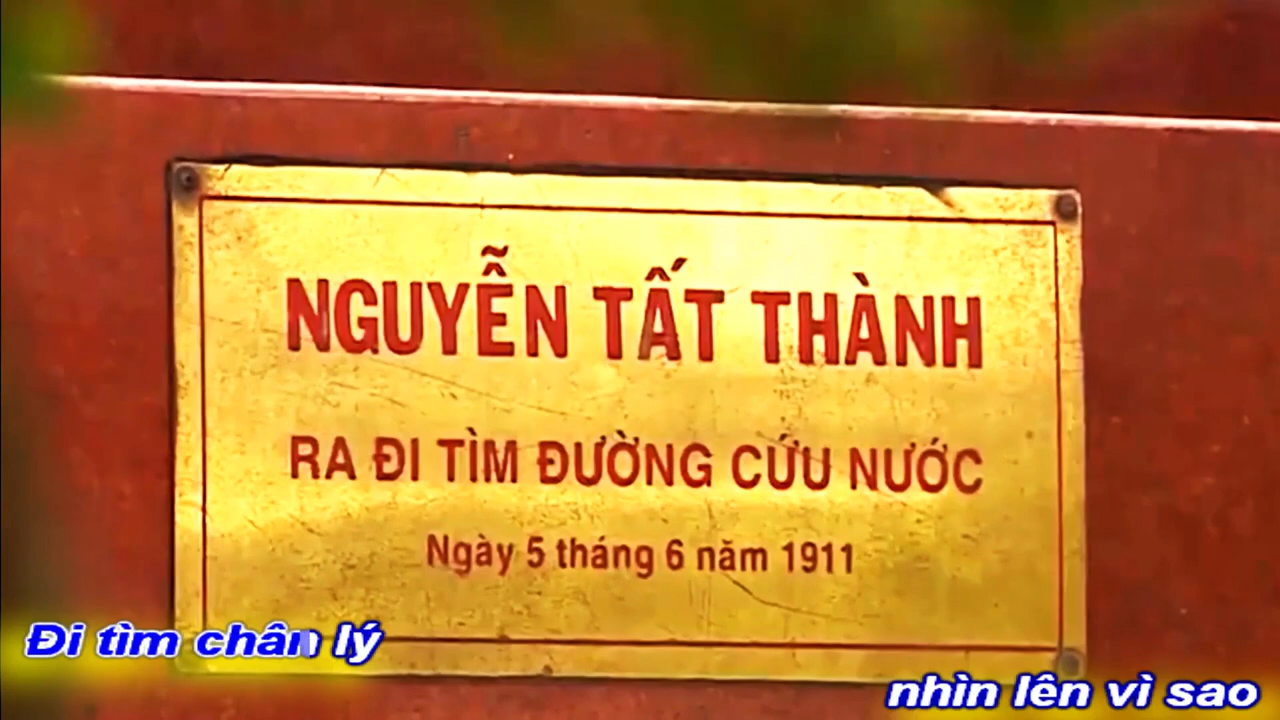 NGUYỄN TẤT THÀNH
RA ĐI TÌM ĐƯỜNG CỨU NƯỚC
Ngày 5 tháng 6 năm 1911
Đi tìm chân lý
nhìn lên vì sao